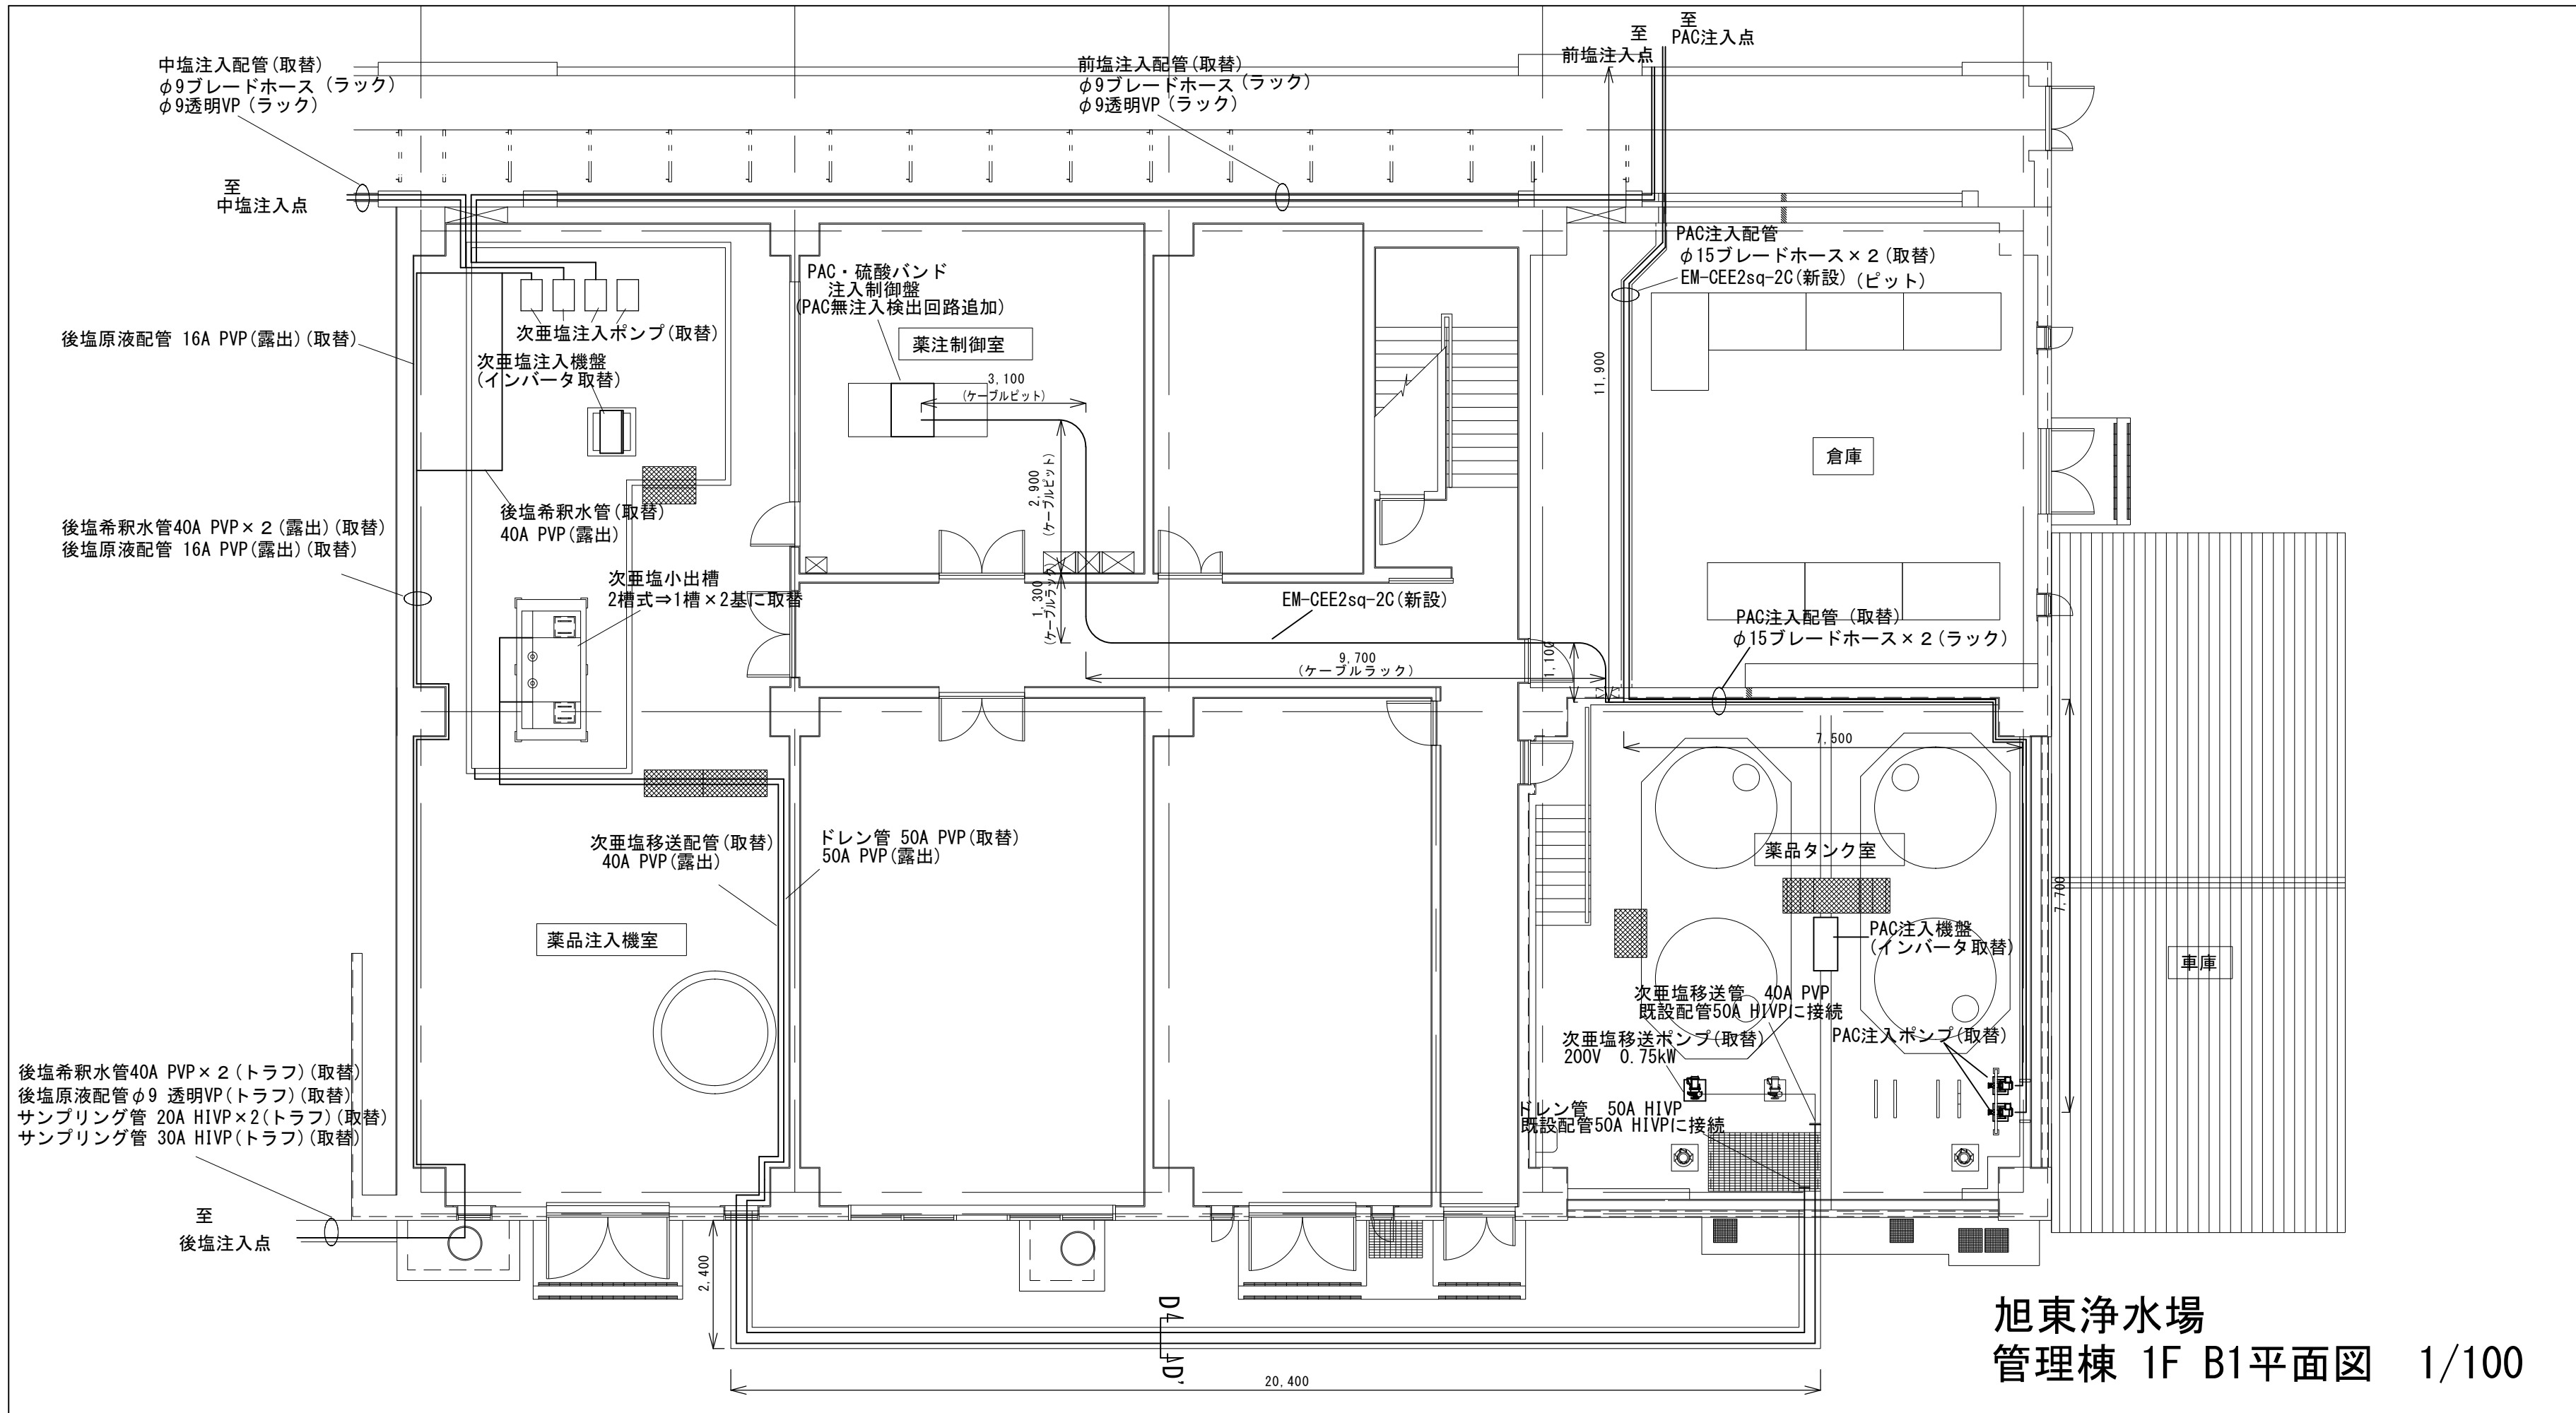 至
PAC注入点
至
前塩注入点
中塩注入配管(取替)
φ9ブレードホース (ラック)
φ9透明VP (ラック)
前塩注入配管(取替)
φ9ブレードホース (ラック)
φ9透明VP (ラック)
至
中塩注入点
PAC注入配管
φ15ブレードホース×2(取替)
EM-CEE2sq-2C(新設) (ピット)
PAC・硫酸バンド
注入制御盤
(PAC無注入検出回路追加)
薬注制御室
後塩原液配管 16A PVP(露出)(取替)
次亜塩注入ポンプ(取替)
次亜塩注入機盤
(インバータ取替)
3,100
(ケーブルピット)
11,900
倉庫
2,900
(ケーブルピット)
後塩希釈水管(取替)
40A PVP(露出)
後塩希釈水管40A PVP×2(露出)(取替)
後塩原液配管 16A PVP(露出)(取替)
次亜塩小出槽
2槽式⇒1槽×2基に取替
1,300
(ケーブルラック)
EM-CEE2sq-2C(新設)
PAC注入配管 (取替)
φ15ブレードホース×2(ラック)
9,700
(ケーブルラック)
1,100
7,500
次亜塩移送配管(取替)
40A PVP(露出)
ドレン管 50A PVP(取替)
50A PVP(露出)
薬品タンク室
7,700
薬品注入機室
PAC注入機盤
(インバータ取替)
車庫
次亜塩移送管 40A PVP
既設配管50A HIVPに接続
次亜塩移送ポンプ(取替)
200V 0.75kW
PAC注入ポンプ(取替)
ドレン管 50A HIVP
既設配管50A HIVPに接続
後塩希釈水管40A PVP×2(トラフ)(取替)
後塩原液配管φ9 透明VP(トラフ)(取替)
サンプリング管 20A HIVP×2(トラフ)(取替)
サンプリング管 30A HIVP(トラフ)(取替)
至
後塩注入点
2,400
D
D'
20,400
旭東浄水場
管理棟 1F B1平面図 1/100